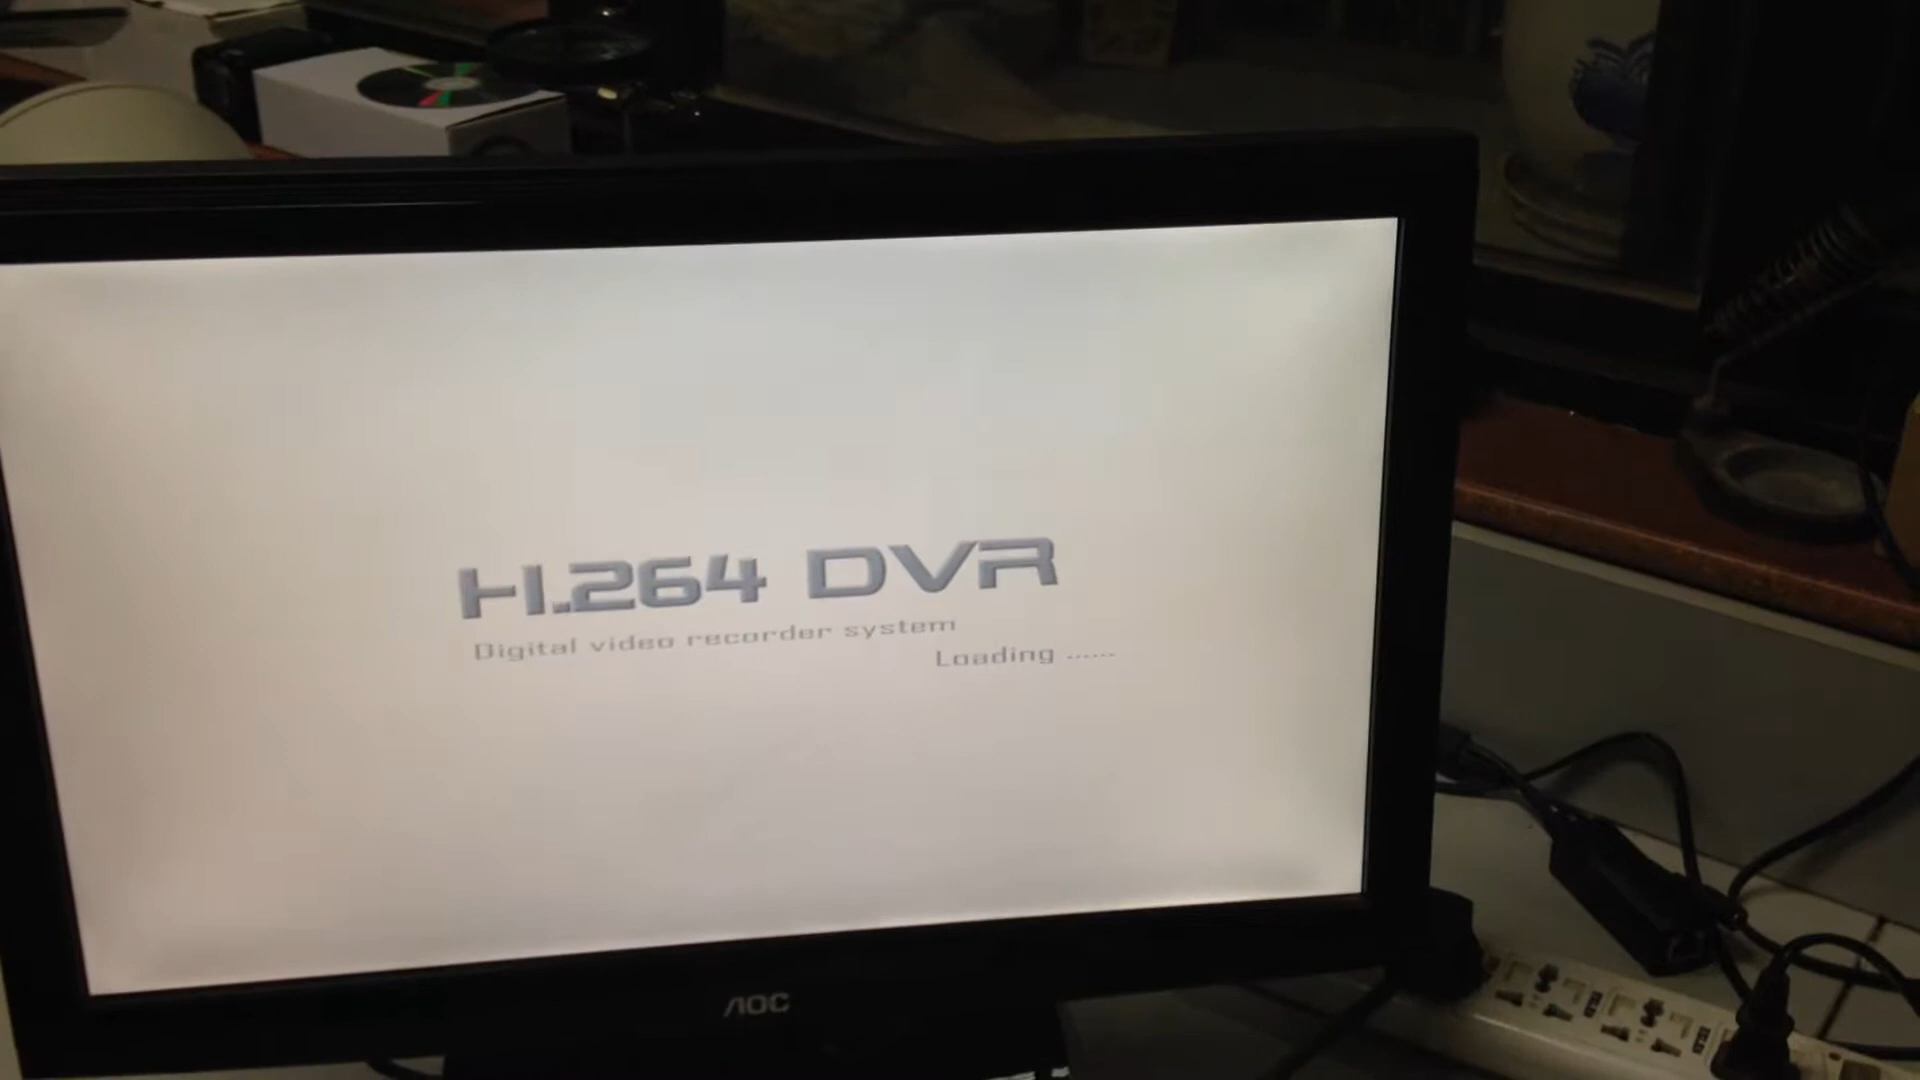 H.264 DVR
Digital video recorder system
Loading ......
AOC